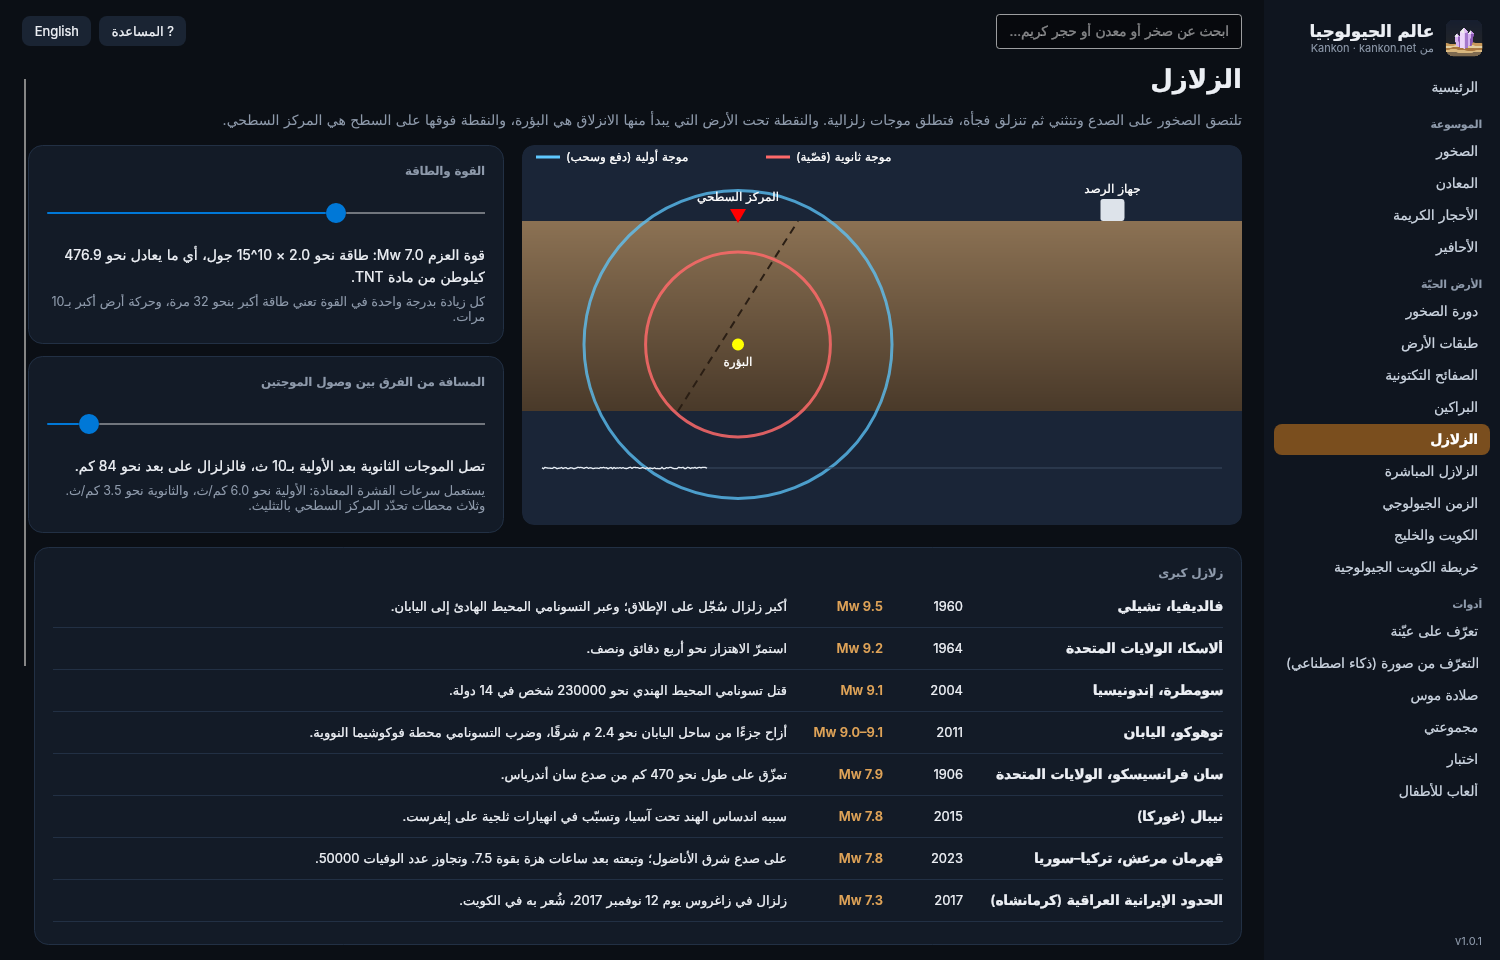 عالم الجيولوجيا
من Kankon · kankon.net
الرئيسية
الموسوعة
الصخور
المعادن
الأحجار الكريمة
الأحافير
الأرض الحيّة
دورة الصخور
طبقات الأرض
الصفائح التكتونية
البراكين
الزلازل
الزلازل المباشرة
الزمن الجيولوجي
الكويت والخليج
خريطة الكويت الجيولوجية
أدوات
تعرّف على عيّنة
التعرّف من صورة (ذكاء اصطناعي)
صلادة موس
مجموعتي
اختبار
ألعاب للأطفال
v1.0.1
ابحث عن صخر أو معدن أو حجر كريم...
? المساعدة
English
الزلازل
تلتصق الصخور على الصدع وتنثني ثم تنزلق فجأة، فتطلق موجات زلزالية. والنقطة تحت الأرض التي يبدأ منها الانزلاق هي البؤرة، والنقطة فوقها على السطح هي المركز السطحي.
موجة ثانوية (قصّية)
موجة أولية (دفع وسحب)
جهاز الرصد
المركز السطحي
البؤرة
القوة والطاقة
قوة العزم Mw 7.0: طاقة نحو 2.0 × 10^15 جول، أي ما يعادل نحو 476.9
كيلوطن من مادة TNT.
كل زيادة بدرجة واحدة في القوة تعني طاقة أكبر بنحو 32 مرة، وحركة أرض أكبر بـ10
مرات.
المسافة من الفرق بين وصول الموجتين
تصل الموجات الثانوية بعد الأولية بـ10 ث، فالزلزال على بعد نحو 84 كم.
يستعمل سرعات القشرة المعتادة: الأولية نحو 6.0 كم/ث، والثانوية نحو 3.5 كم/ث.
وثلاث محطات تحدّد المركز السطحي بالتثليث.
زلازل كبرى
فالديفيا، تشيلي 1960 Mw 9.5 أكبر زلزال سُجّل على الإطلاق؛ وعبر التسونامي المحيط الهادئ إلى اليابان.
ألاسكا، الولايات المتحدة 1964 Mw 9.2 استمرّ الاهتزاز نحو أربع دقائق ونصف.
سومطرة، إندونيسيا 2004 Mw 9.1 قتل تسونامي المحيط الهندي نحو 230000 شخص في 14 دولة.
توهوكو، اليابان 2011 Mw 9.0–9.1 أزاح جزءًا من ساحل اليابان نحو 2.4 م شرقًا، وضرب التسونامي محطة فوكوشيما النووية.
سان فرانسيسكو، الولايات المتحدة 1906 Mw 7.9 تمزّق على طول نحو 470 كم من صدع سان أندرياس.
نيبال (غوركا) 2015 Mw 7.8 سببه اندساس الهند تحت آسيا، وتسبّب في انهيارات ثلجية على إيفرست.
قهرمان مرعش، تركيا–سوريا 2023 Mw 7.8 على صدع شرق الأناضول؛ وتبعته بعد ساعات هزة بقوة 7.5. وتجاوز عدد الوفيات 50000.
الحدود الإيرانية العراقية (كرمانشاه) 2017 Mw 7.3 زلزال في زاغروس يوم 12 نوفمبر 2017، شُعر به في الكويت.